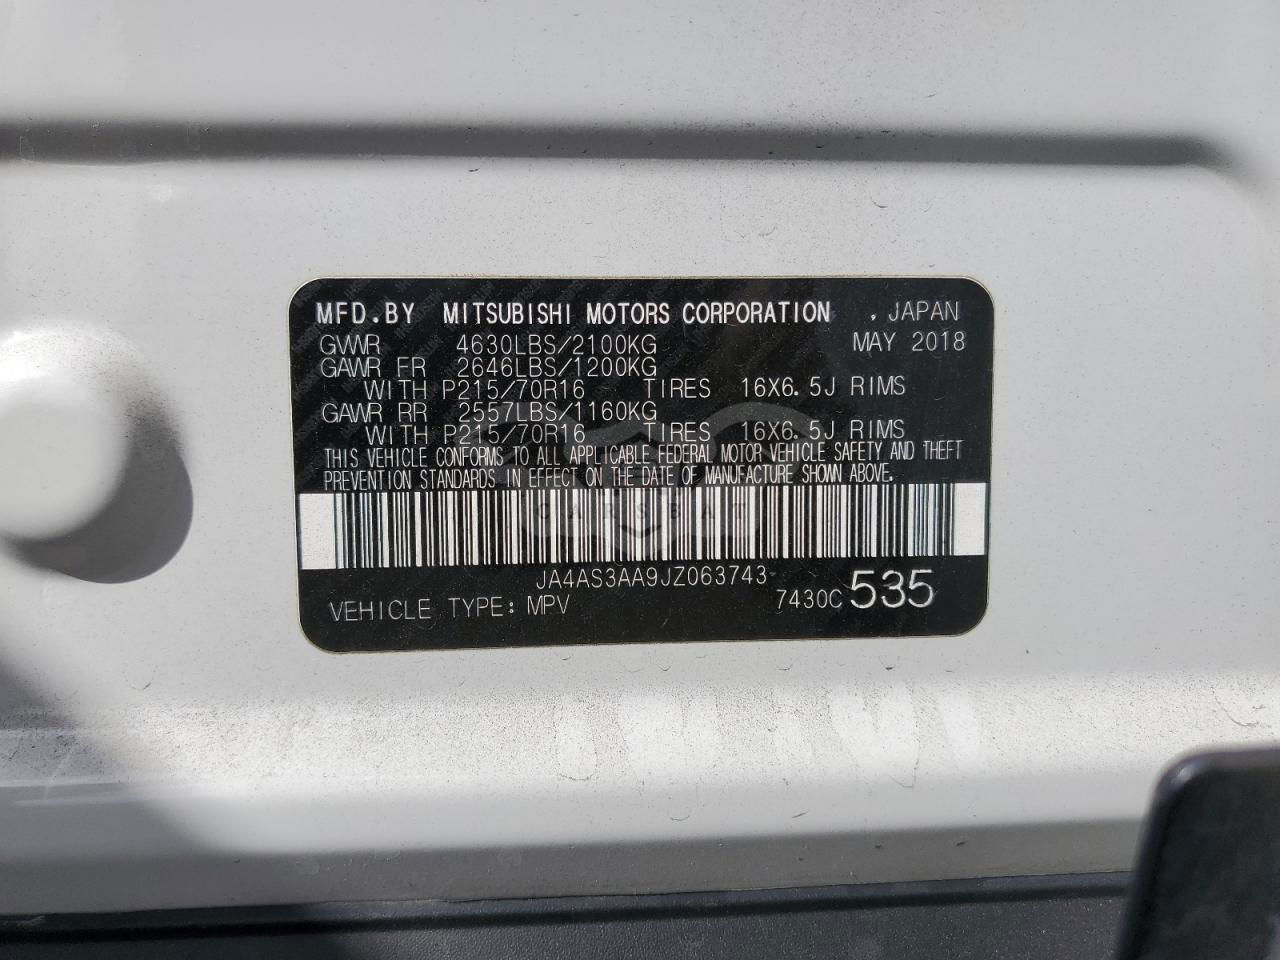 MFD.BY MITSUBISHI MOTORS CORPORATION , JAPAN
GVWR 4630LBS/2100KG MAY 2018
GAWR FR 2646LBS/1200KG
WITH P215/70R16 TIRES 16X6.5J RIMS
GAWR RR 2557LBS/1160KG
WITH P215/70R16 TIRES 16X6.5J RIMS
THIS VEHICLE CONFORMS TO ALL APPLICABLE FEDERAL MOTOR VEHICLE SAFETY AND THEFT
PREVENTION STANDARDS IN EFFECT ON THE DATE OF MANUFACTURE SHOWN ABOVE.
CARSBAT
JA4AS3AA9JZ063743
VEHICLE TYPE: MPV 7430C 535